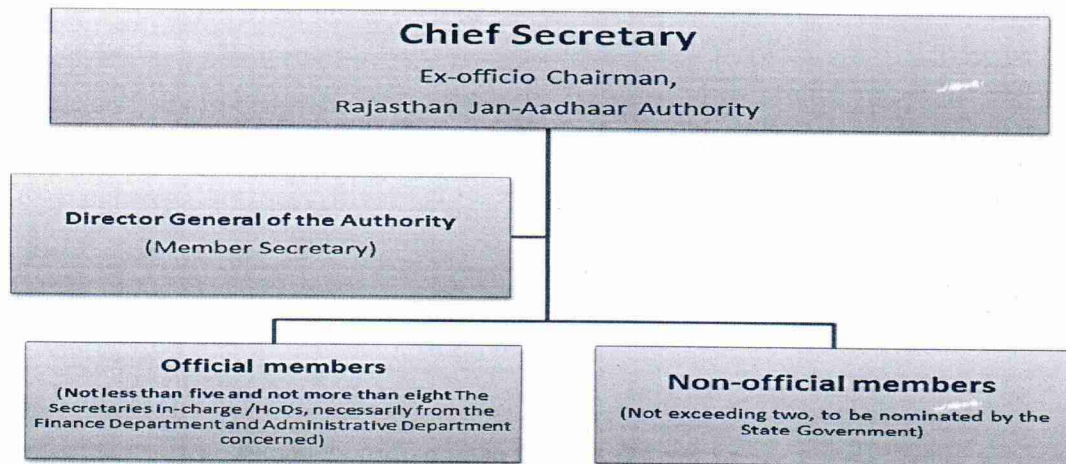 Chief Secretary
Ex-officio Chairman,
Rajasthan Jan-Aadhaar Authority
Director General of the Authority
(Member Secretary)
Official members
(Not less than five and not more than eight The
Secretaries in-charge /HoDs, necessarily from the
Finance Department and Administrative Department
concerned)
Non-official members
(Not exceeding two, to be nominated by the
State Government)